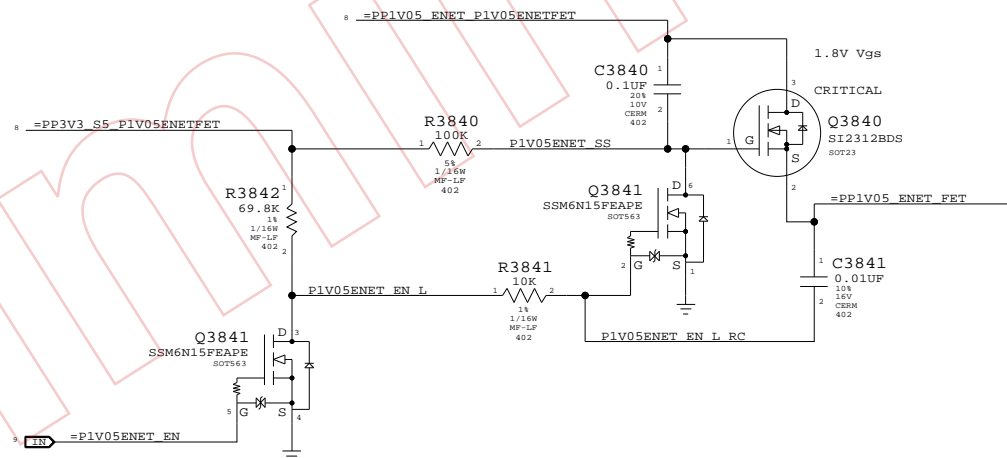 8 =PP1V05_ENET_P1V05ENETFET
1.8V Vgs
C3840
0.1UF
20%
10V
CERM
402
1
2
3
D
CRITICAL
Q3840
SI2312BDS
SOT23
1
G
S
2
8 =PP3V3_S5_P1V05ENETFET
R3840
100K
1
2
5%
1/16W
MF-LF
402
P1V05ENET_SS
R3842
69.8K
1%
1/16W
MF-LF
402
1
2
Q3841
SSM6N15FEAPE
SOT563
D
6
2
G
S
1
=PP1V05_ENET_FET
C3841
0.01UF
10%
16V
CERM
402
1
2
P1V05ENET_EN_L
R3841
10K
1
2
1%
1/16W
MF-LF
402
P1V05ENET_EN_L_RC
Q3841
SSM6N15FEAPE
SOT563
D
3
5
G
S
4
9 IN =P1V05ENET_EN